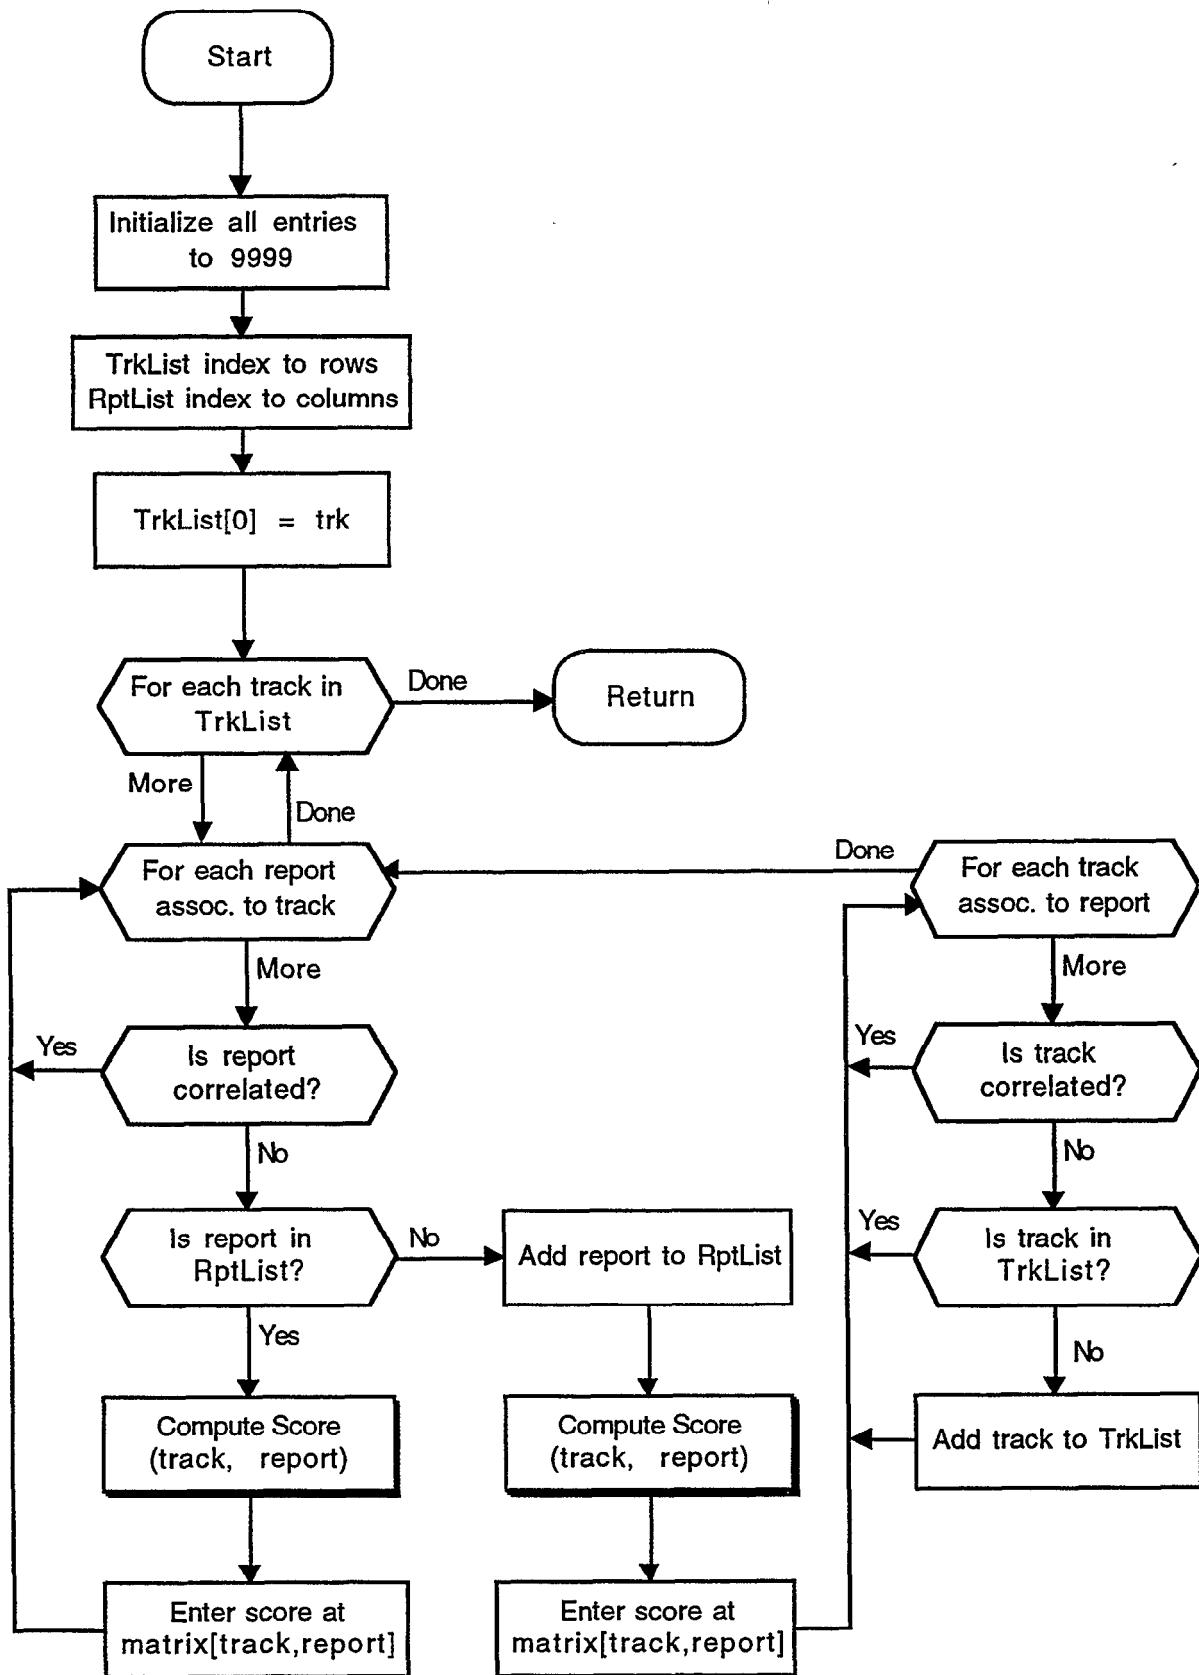 Start
Initialize all entries
to 9999
TrkList index to rows
RptList index to columns
TrkList[0] = trk
For each track in
TrkList
Done
Return
More
Done
For each report
assoc. to track
Done
For each track
assoc. to report
More
More
Yes
Is report
correlated?
Yes
Is track
correlated?
No
No
Is report in
RptList?
No
Add report to RptList
Yes
Is track in
TrkList?
Yes
No
Compute Score
(track, report)
Compute Score
(track, report)
Add track to TrkList
Enter score at
matrix[track,report]
Enter score at
matrix[track,report]